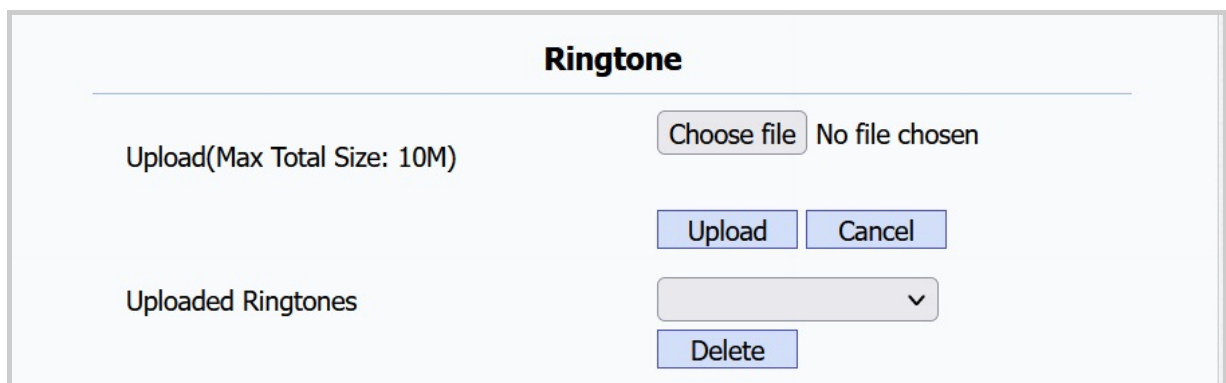 Ringtone
Upload(Max Total Size: 10M)
Choose file No file chosen
Upload Cancel
Uploaded Ringtones
Delete